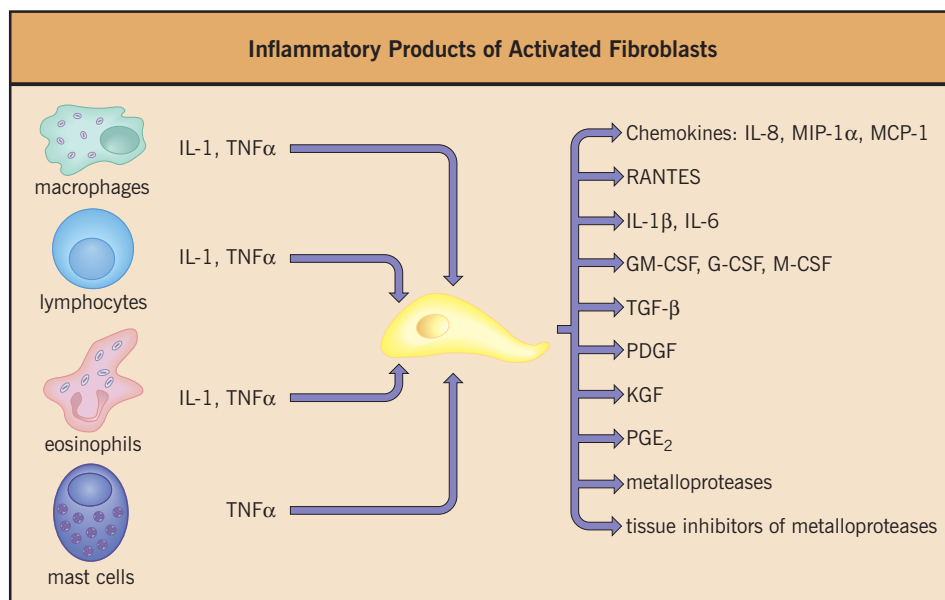 Inflammatory Products of Activated Fibroblasts
macrophages
IL-1, TNFα
lymphocytes
IL-1, TNFα
eosinophils
IL-1, TNFα
mast cells
TNFα
Chemokines: IL-8, MIP-1α, MCP-1
RANTES
IL-1β, IL-6
GM-CSF, G-CSF, M-CSF
TGF-β
PDGF
KGF
PGE₂
metalloproteases
tissue inhibitors of metalloproteases